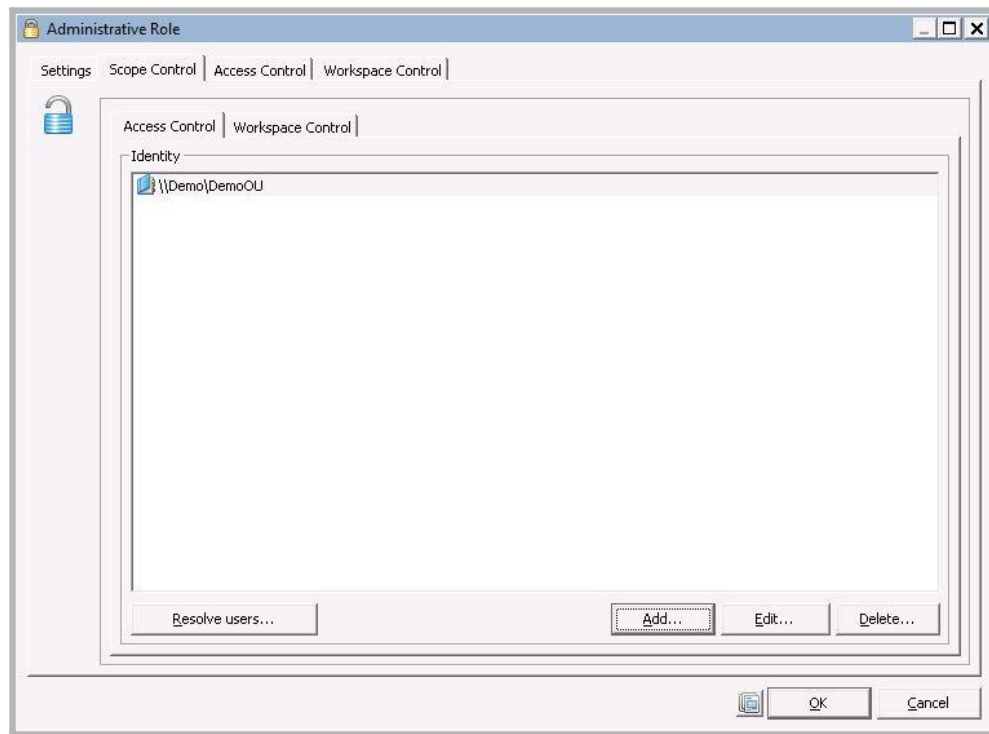 Administrative Role
Settings Scope Control Access Control Workspace Control
Access Control Workspace Control
Identity
\\Demo\DemoOU
Resolve users... Add... Edit... Delete...
OK Cancel